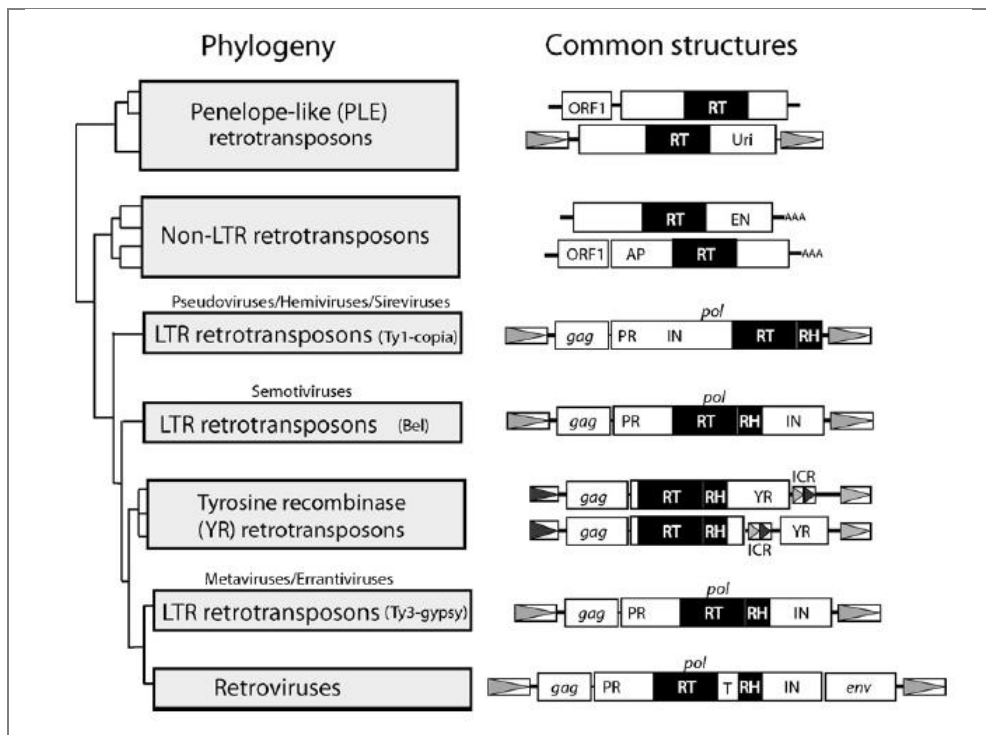 Phylogeny
Common structures
Penelope-like (PLE)
retrotransposons
ORF1 RT
RT Uri
Non-LTR retrotransposons
RT EN AAA
ORF1 AP RT AAA
Pseudoviruses/Hemiviruses/Sireviruses
LTR retrotransposons (Ty1-copia)
pol
gag PR IN RT RH
Semotiviruses
LTR retrotransposons (Bel)
pol
gag PR RT RH IN
Tyrosine recombinase
(YR) retrotransposons
ICR
gag RT RH YR
gag RT RH YR
ICR
Metaviruses/Errantiviruses
LTR retrotransposons (Ty3-gypsy)
pol
gag PR RT RH IN
Retroviruses
pol
gag PR RT T RH IN env